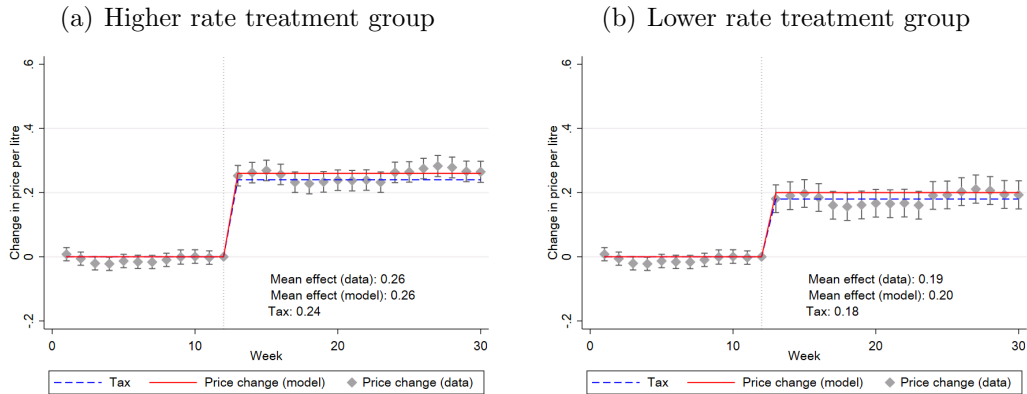 (a) Higher rate treatment group
Change in price per litre
.6
.4
.2
0
-.2
Mean effect (data): 0.26
Mean effect (model): 0.26
Tax: 0.24
0 10 20 30
Week
Tax Price change (model) Price change (data)
(b) Lower rate treatment group
Change in price per litre
.6
.4
.2
0
-.2
Mean effect (data): 0.19
Mean effect (model): 0.20
Tax: 0.18
0 10 20 30
Week
Tax Price change (model) Price change (data)